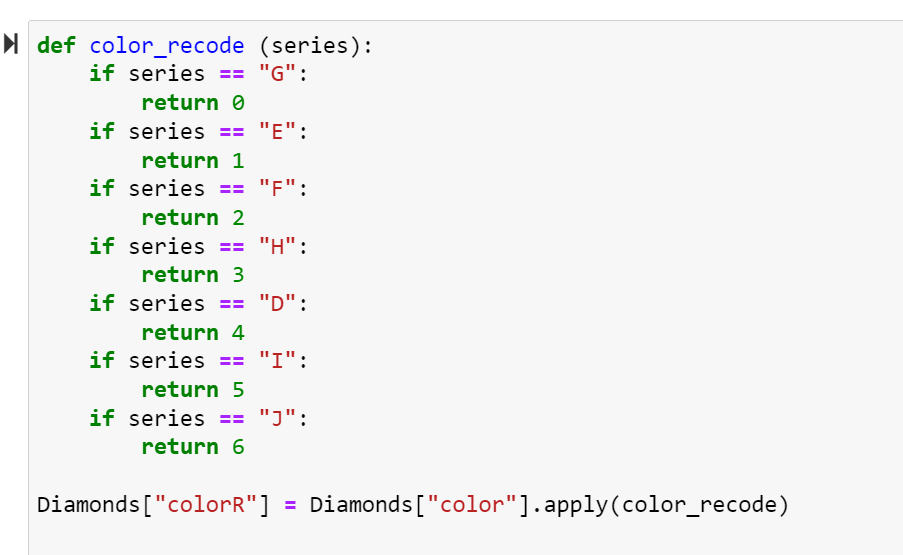 def color_recode (series):
    if series == "G":
        return 0
    if series == "E":
        return 1
    if series == "F":
        return 2
    if series == "H":
        return 3
    if series == "D":
        return 4
    if series == "I":
        return 5
    if series == "J":
        return 6

Diamonds["colorR"] = Diamonds["color"].apply(color_recode)